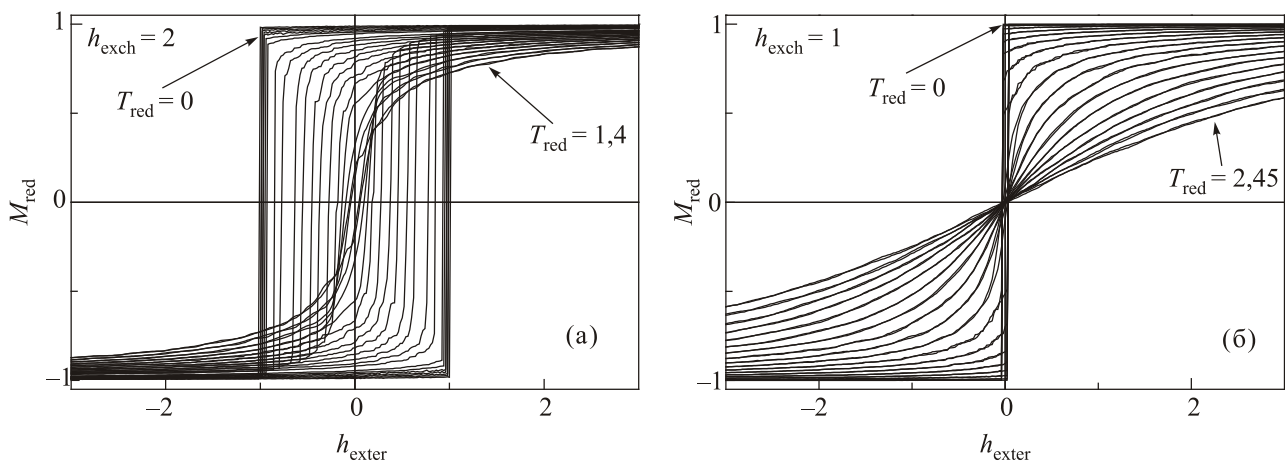 1
h_exch = 2
T_red = 0
T_red = 1,4
0
M_red
(а)
–1
–2
0
2
h_exter
1
h_exch = 1
T_red = 0
T_red = 2,45
0
M_red
(б)
–1
–2
0
2
h_exter